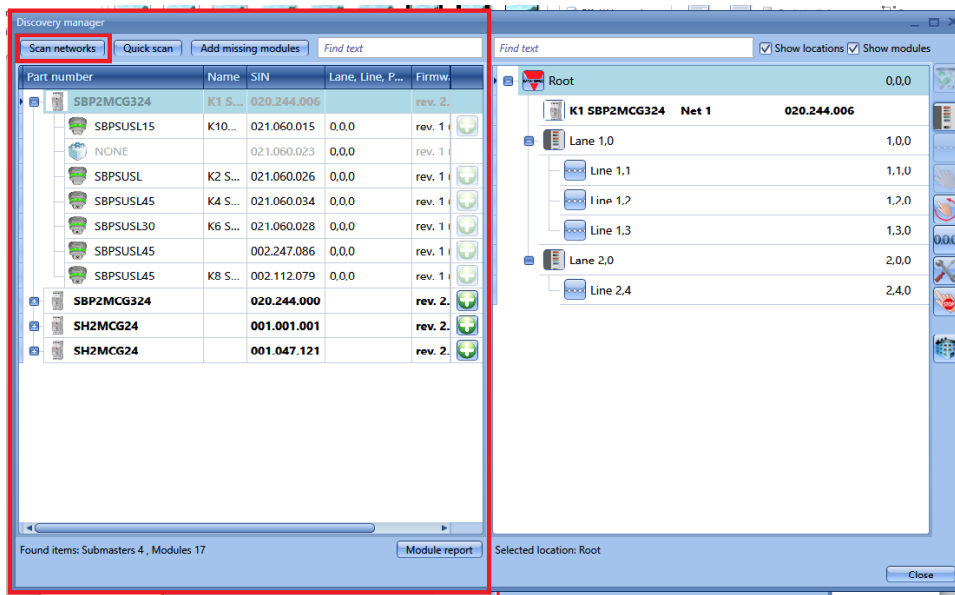 Discovery manager
Scan networks Quick scan Add missing modules Find text
Part number Name SIN Lane, Line, P... Firmw.
SBP2MCG324 K1 S... 020.244.006 rev. 2.
SBPSUSL15 K10... 021.060.015 0,0,0 rev. 1
NONE 021.060.023 0,0,0 rev. 1
SBPSUSL K2 S... 021.060.026 0,0,0 rev. 1
SBPSUSL45 K4 S... 021.060.034 0,0,0 rev. 1
SBPSUSL30 K6 S... 021.060.028 0,0,0 rev. 1
SBPSUSL45 002.247.086 0,0,0 rev. 1
SBPSUSL45 K8 S... 002.112.079 0,0,0 rev. 1
SBP2MCG324 020.244.000 rev. 2.
SH2MCG24 001.001.001 rev. 2.
SH2MCG24 001.047.121 rev. 2.
Found items: Submasters 4 , Modules 17 Module report
Find text Show locations Show modules
Root 0,0,0
K1 SBP2MCG324 Net 1 020.244.006
Lane 1,0 1,0,0
Line 1,1 1,1,0
Line 1,2 1,2,0
Line 1,3 1,3,0
Lane 2,0 2,0,0
Line 2,4 2,4,0
0.0.0
STOP
Selected location: Root
Close